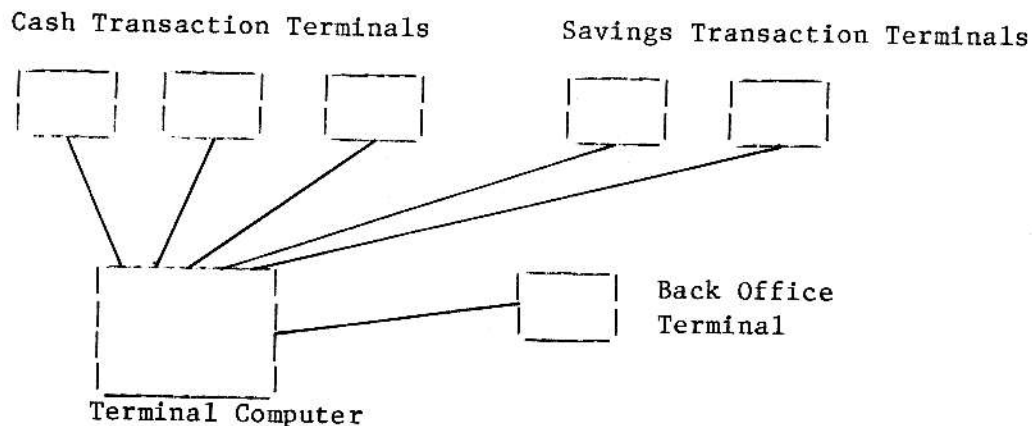 Cash Transaction Terminals
Savings Transaction Terminals
Back Office
Terminal
Terminal Computer